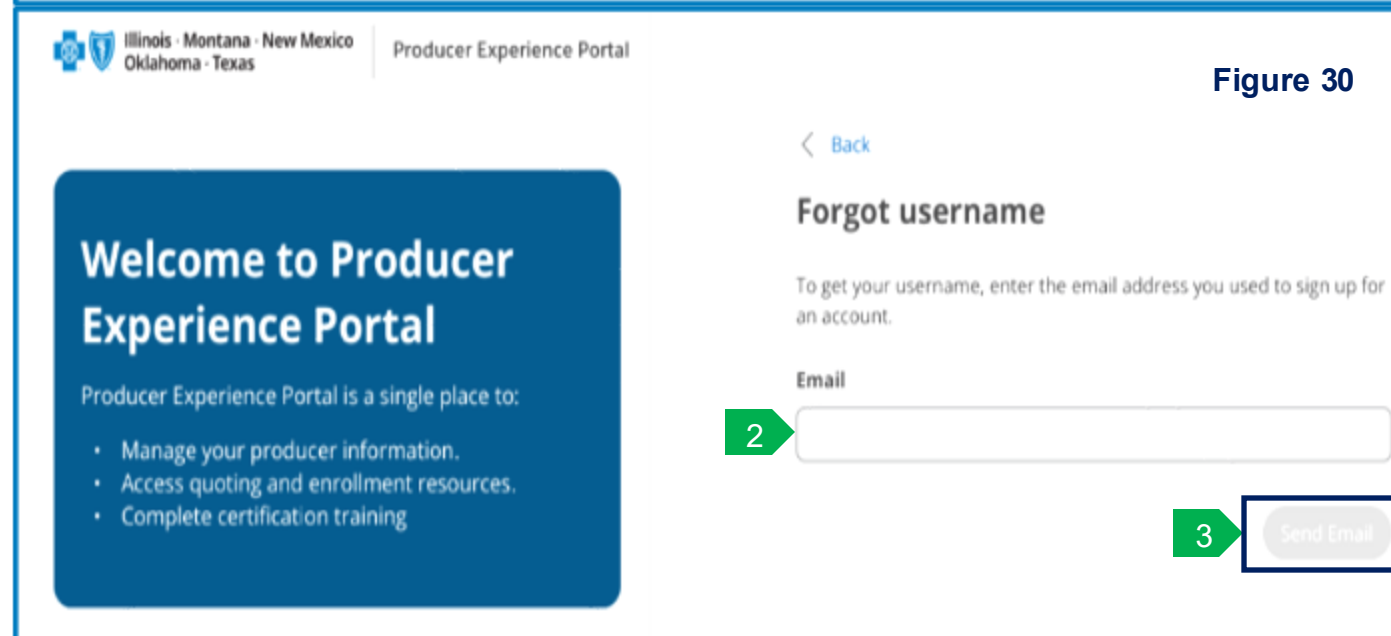 Illinois · Montana · New Mexico
Oklahoma · Texas
Producer Experience Portal
Figure 30
Back
Forgot username
To get your username, enter the email address you used to sign up for
an account.
Email
2
3
Send Email
Welcome to Producer
Experience Portal
Producer Experience Portal is a single place to:
• Manage your producer information.
• Access quoting and enrollment resources.
• Complete certification training